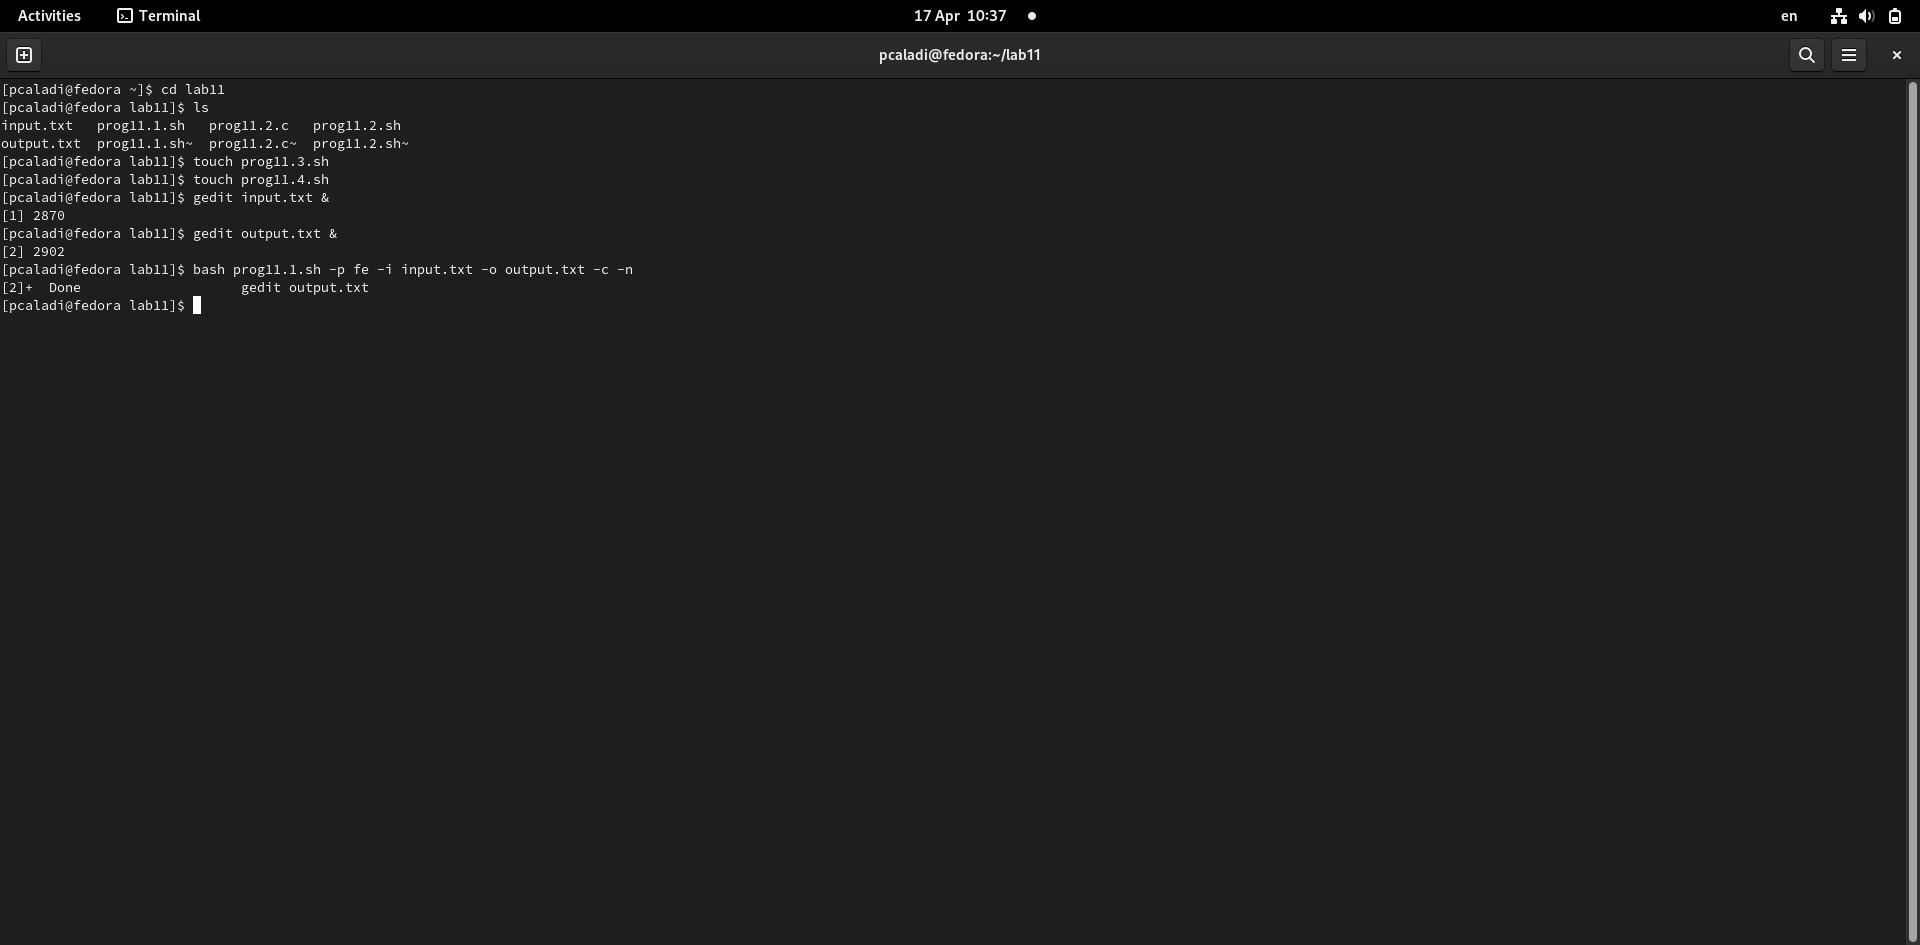 Activities Terminal 17 Apr 10:37 en
pcaladi@fedora:~/lab11
[pcaladi@fedora ~]$ cd lab11
[pcaladi@fedora lab11]$ ls
input.txt   prog11.1.sh   prog11.2.c   prog11.2.sh
output.txt  prog11.1.sh~  prog11.2.c~  prog11.2.sh~
[pcaladi@fedora lab11]$ touch prog11.3.sh
[pcaladi@fedora lab11]$ touch prog11.4.sh
[pcaladi@fedora lab11]$ gedit input.txt &
[1] 2870
[pcaladi@fedora lab11]$ gedit output.txt &
[2] 2902
[pcaladi@fedora lab11]$ bash prog11.1.sh -p fe -i input.txt -o output.txt -c -n
[2]+  Done                    gedit output.txt
[pcaladi@fedora lab11]$